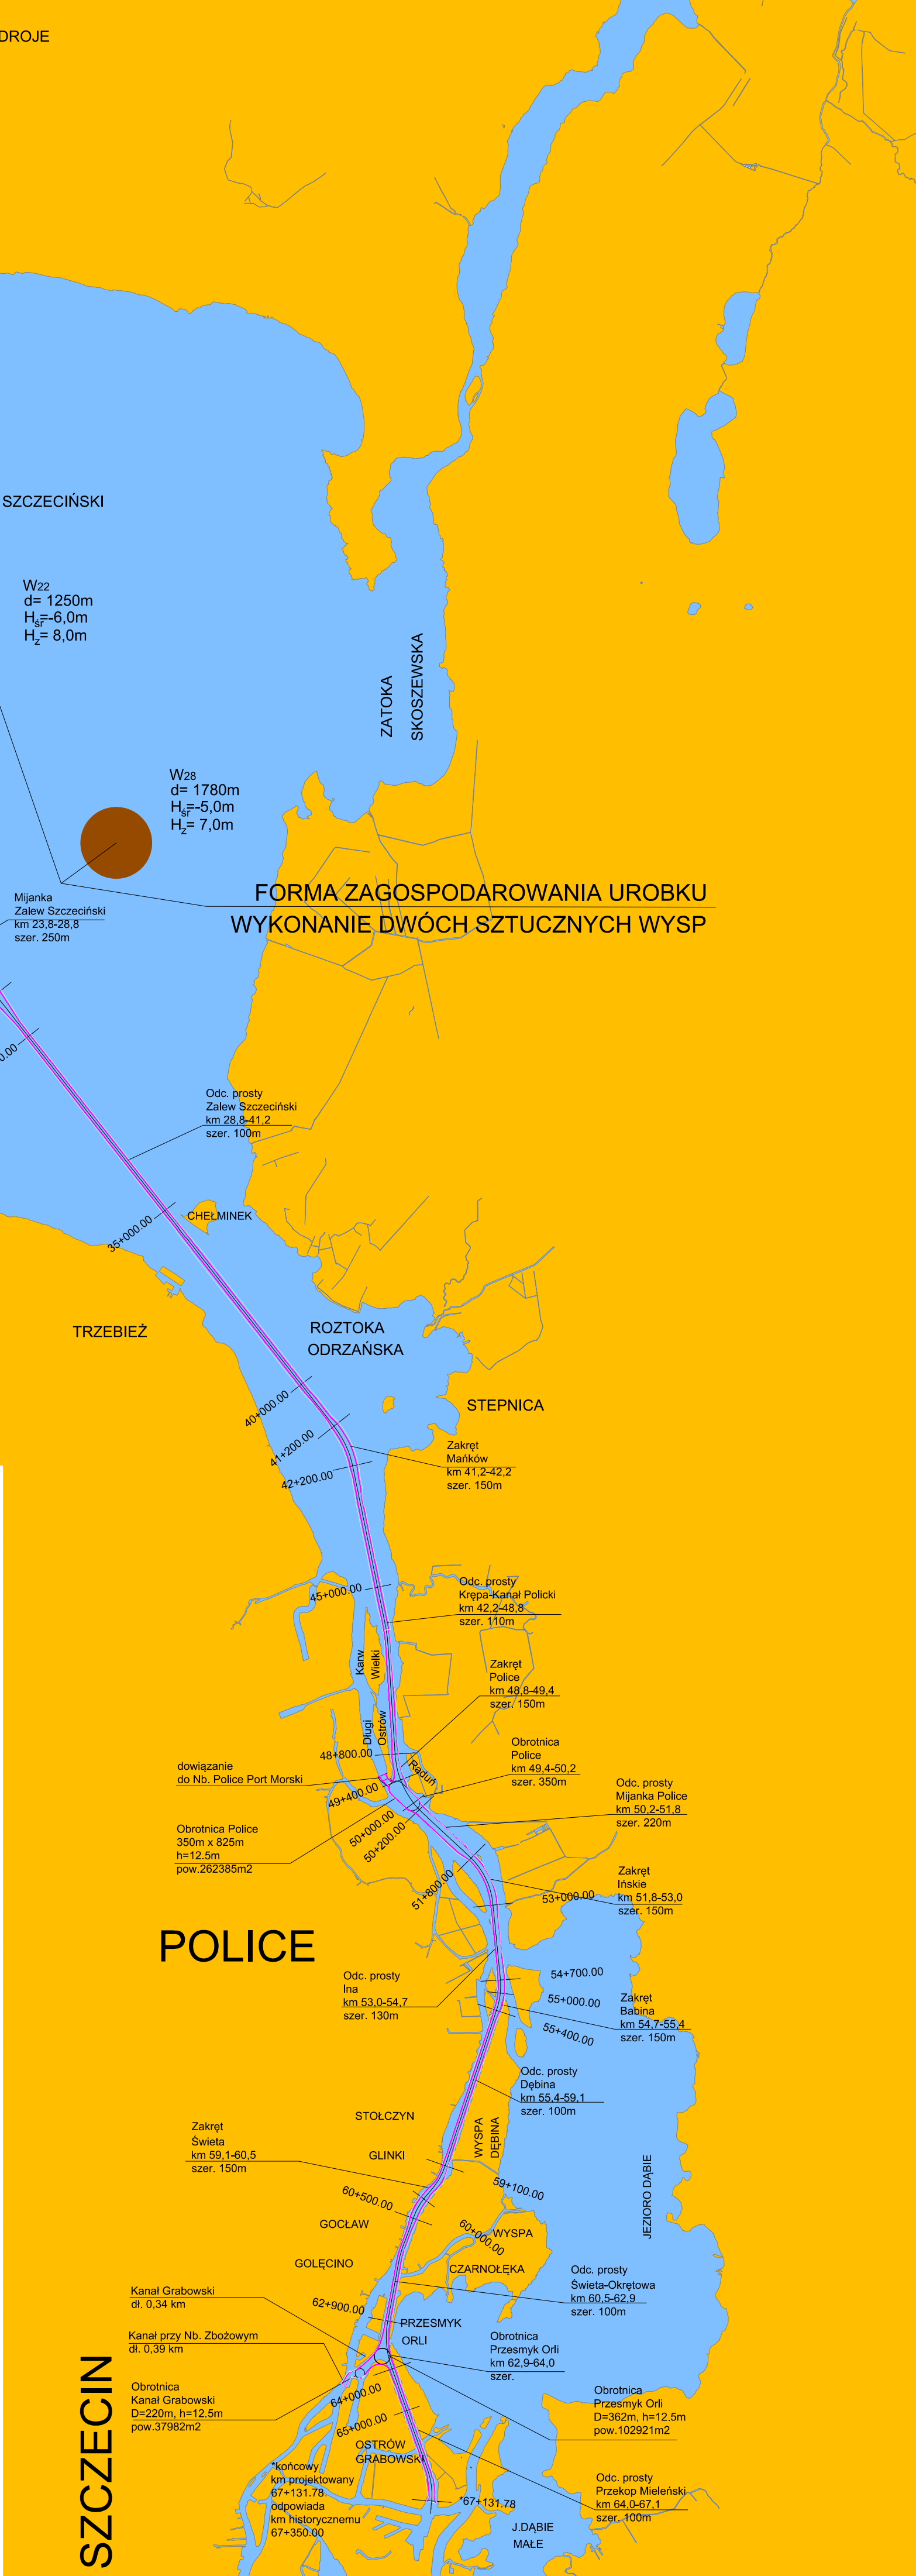 DROJE
SZCZECIŃSKI
W22
d= 1250m
Hśr=-6,0m
Hz= 8,0m
ZATOKA
SKOSZEWSKA
W28
d= 1780m
Hśr=-5,0m
Hz= 7,0m
FORMA ZAGOSPODAROWANIA UROBKU
WYKONANIE DWÓCH SZTUCZNYCH WYSP
Mijanka
Zalew Szczeciński
km 23,8-28,8
szer. 250m
0.00
Odc. prosty
Zalew Szczeciński
km 28,8-41,2
szer. 100m
CHEŁMINEK
35+000.00
TRZEBIEŻ
ROZTOKA
ODRZAŃSKA
40+000.00
STEPNICA
41+200.00
Zakręt
Mańków
km 41,2-42,2
szer. 150m
42+200.00
45+000.00
Odc. prosty
Krępa-Kanał Policki
km 42,2-48,8
szer. 110m
Karw
Wielki
Zakręt
Police
km 48,8-49,4
szer. 150m
Długi
Ostrów
48+800.00
Raduń
Obrotnica
Police
km 49,4-50,2
szer. 350m
dowiązanie
do Nb. Police Port Morski
49+400.00
Odc. prosty
Mijanka Police
km 50,2-51,8
szer. 220m
50+000.00
50+200.00
Obrotnica Police
350m x 825m
h=12.5m
pow.262385m2
51+800.00
Zakręt
Ińskie
km 51,8-53,0
szer. 150m
53+000.00
POLICE
54+700.00
Odc. prosty
Ina
km 53,0-54,7
szer. 130m
55+000.00
Zakręt
Babina
km 54,7-55,4
szer. 150m
55+400.00
Odc. prosty
Dębina
km 55,4-59,1
szer. 100m
STOŁCZYN
WYSPA
DĘBINA
Zakręt
Święta
km 59,1-60,5
szer. 150m
GLINKI
59+100.00
JEZIORO DĄBIE
60+500.00
GOCŁAW
60+000.00
WYSPA
CZARNOŁĘKA
GOLĘCINO
Odc. prosty
Święta-Okrętowa
km 60,5-62,9
szer. 100m
Kanał Grabowski
dł. 0,34 km
62+900.00
PRZESMYK
ORLI
Kanał przy Nb. Zbożowym
dł. 0,39 km
Obrotnica
Przesmyk Orli
km 62,9-64,0
szer.
Obrotnica
Kanał Grabowski
D=220m, h=12.5m
pow.37982m2
64+000.00
Obrotnica
Przesmyk Orli
D=362m, h=12.5m
pow.102921m2
65+000.00
OSTRÓW
GRABOWSKI
SZCZECIN
*końcowy
km projektowany
67+131.78
odpowiada
km historycznemu
67+350.00
Odc. prosty
Przekop Mieleński
km 64,0-67,1
szer. 100m
*67+131.78
J.DĄBIE
MAŁE